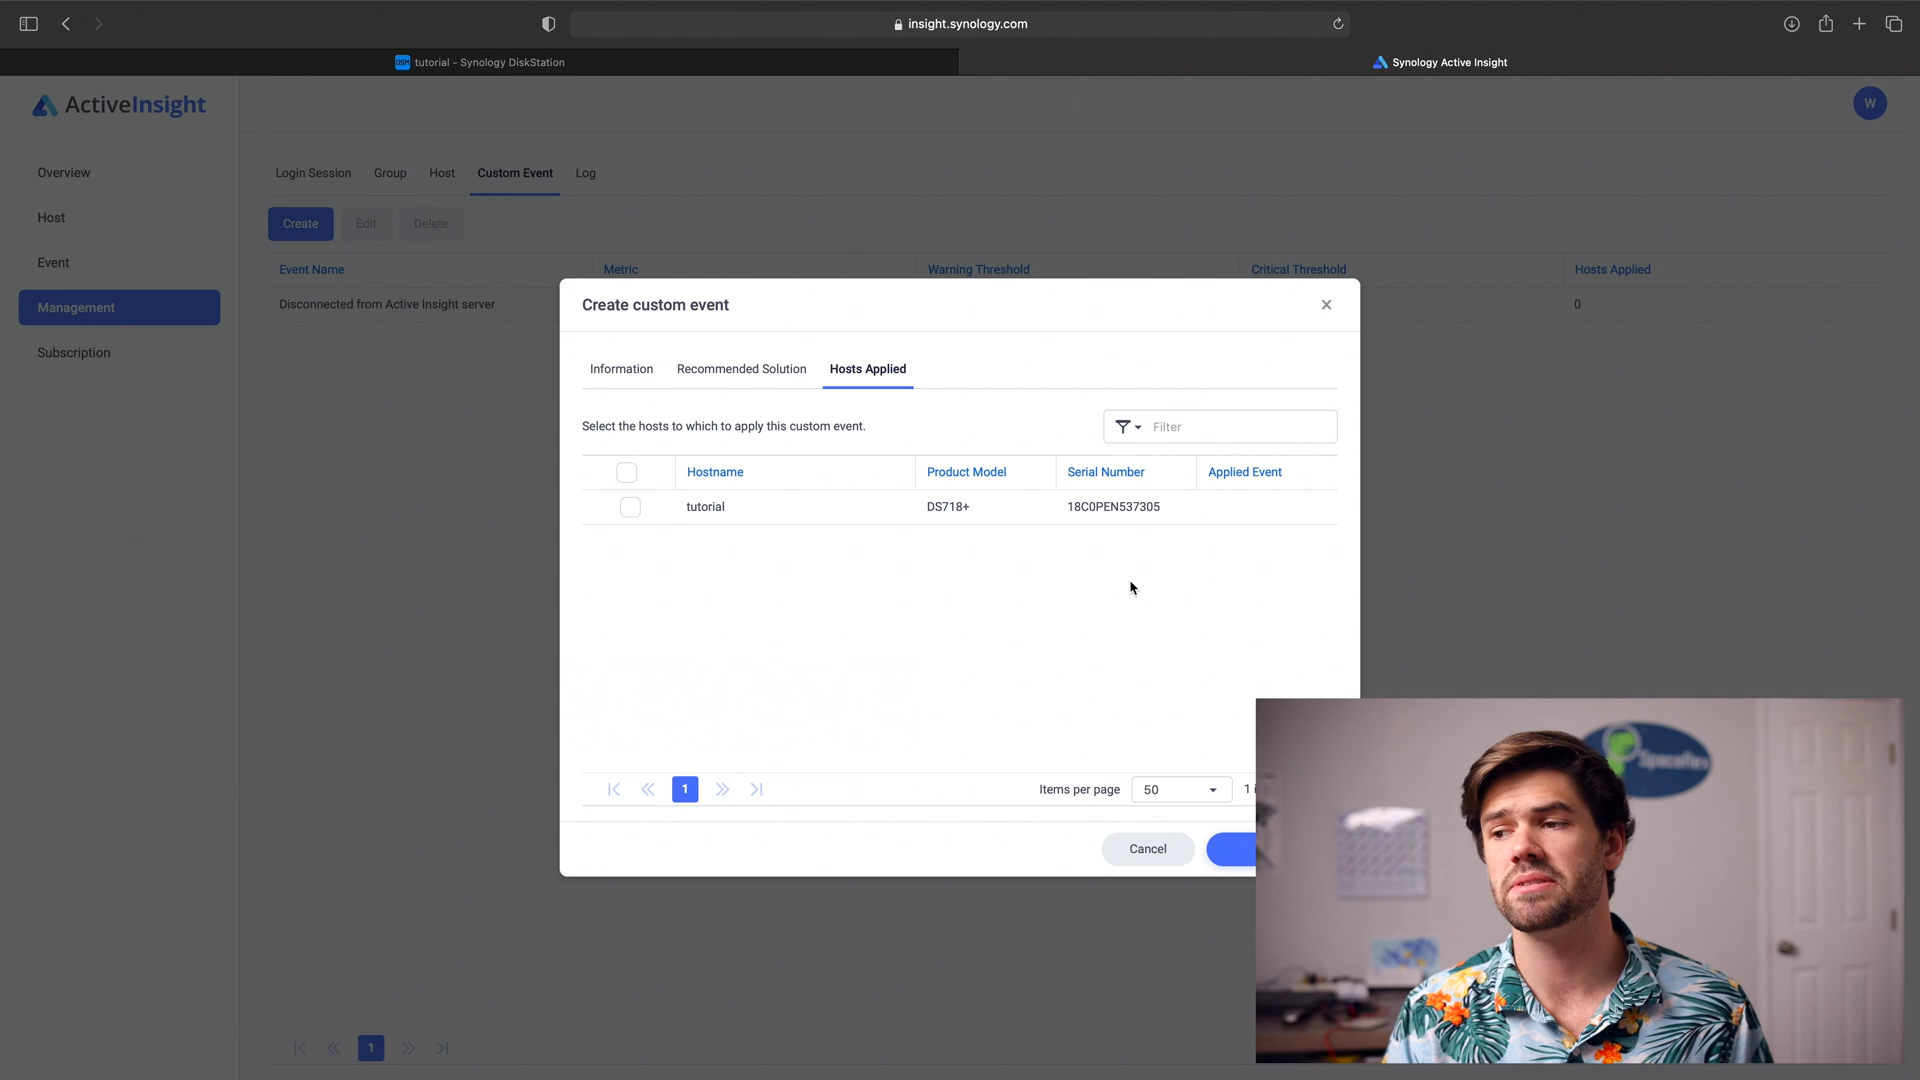 insight.synology.com
DSM tutorial - Synology DiskStation
Synology Active Insight
ActiveInsight
W
Overview
Host
Event
Management
Subscription
Login Session Group Host Custom Event Log
Create Edit Delete
Event Name Metric Warning Threshold Critical Threshold Hosts Applied
Disconnected from Active Insight server 0
Create custom event
Information Recommended Solution Hosts Applied
Select the hosts to which to apply this custom event.
Filter
Hostname Product Model Serial Number Applied Event
tutorial DS718+ 18C0PEN537305
1 Items per page 50 1
Cancel
1